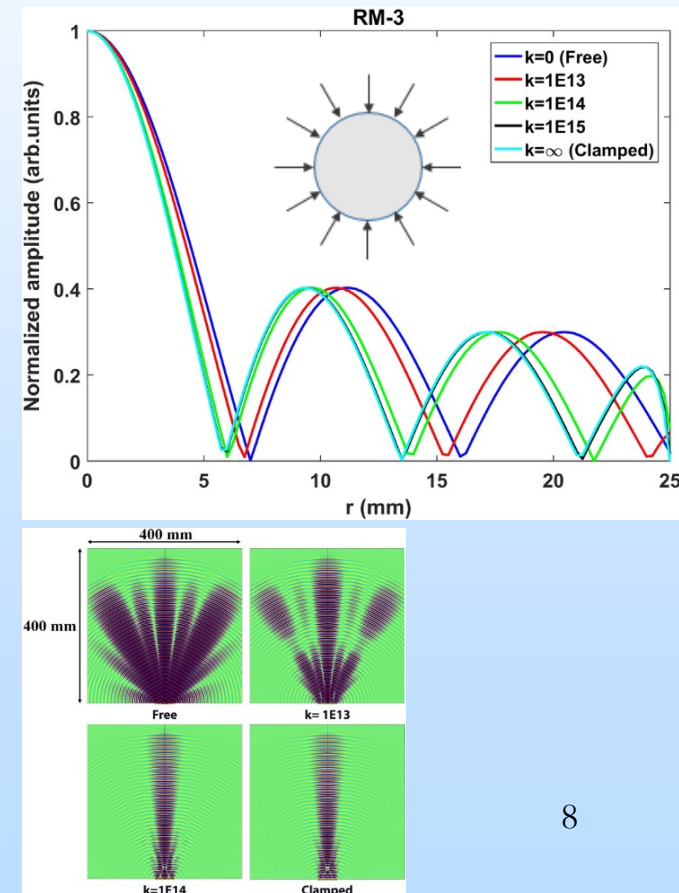 RM-3
Normalized amplitude (arb.units)
1
0.8
0.6
0.4
0.2
0
k=0 (Free)
k=1E13
k=1E14
k=1E15
k=∞ (Clamped)
0 5 10 15 20 25
r (mm)
400 mm
400 mm
Free
k= 1E13
k=1E14
Clamped
8